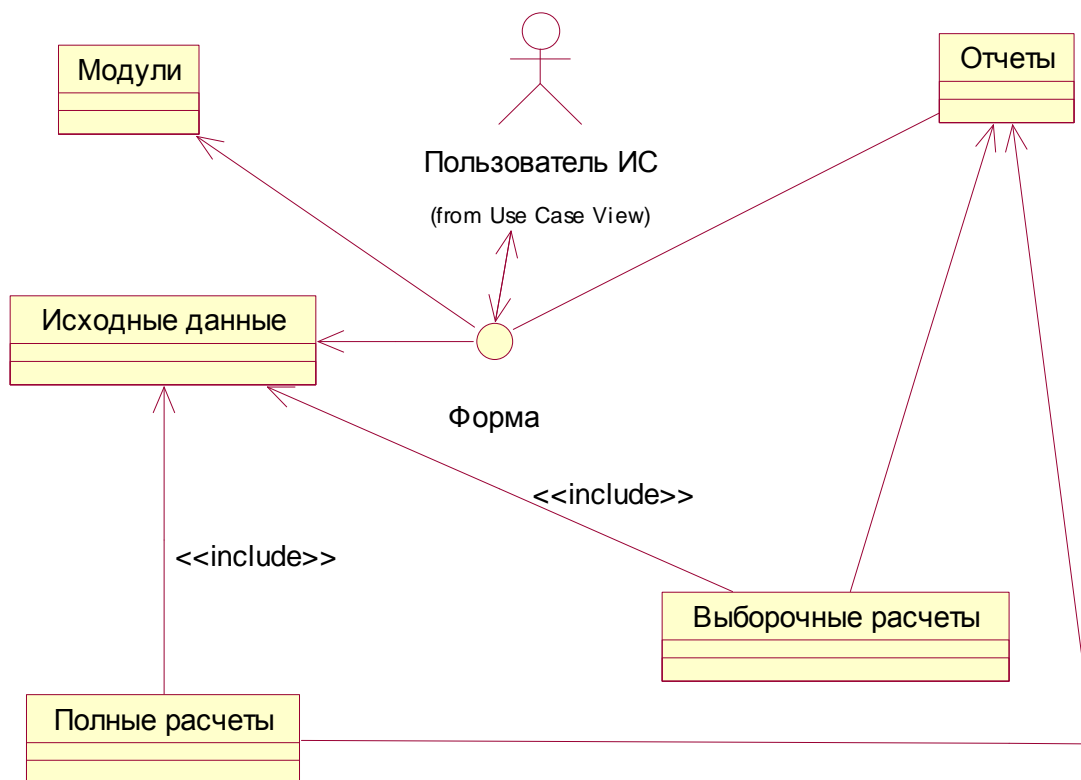 Модули
Отчеты
Пользователь ИС
(from Use Case View)
Исходные данные
Форма
<<include>>
<<include>>
Выборочные расчеты
Полные расчеты